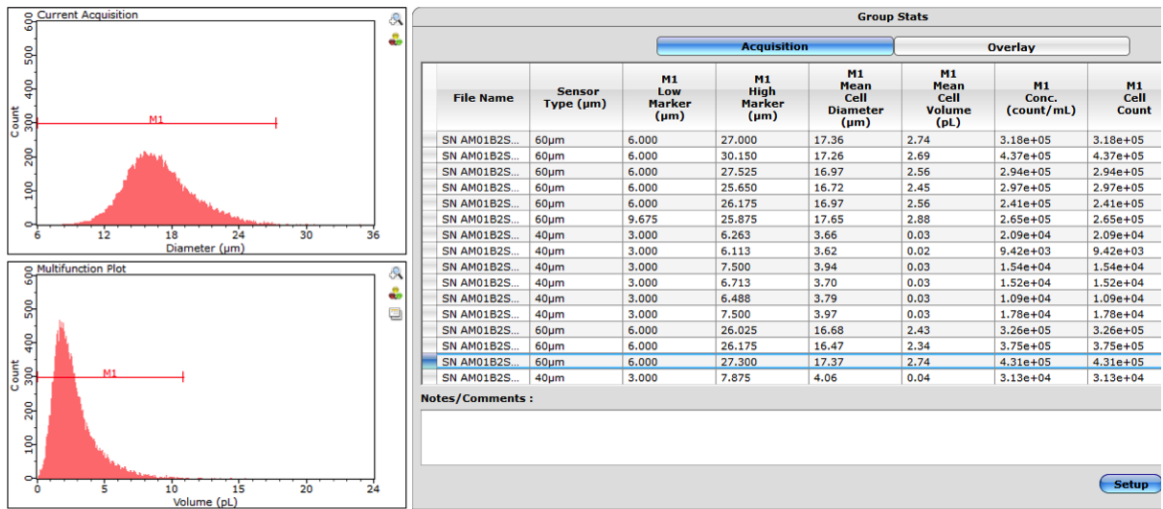 Current Acquisition
600
500
400
300
200
100
0
Count
M1
6 12 18 24 30 36
Diameter (µm)
Multifunction Plot
600
500
400
300
200
100
0
Count
M1
0 5 10 15 20 24
Volume (pL)
Group Stats
Acquisition Overlay
File Name Sensor Type (µm) M1 Low Marker (µm) M1 High Marker (µm) M1 Mean Cell Diameter (µm) M1 Mean Cell Volume (pL) M1 Conc. (count/mL) M1 Cell Count
SN AM01B2S... 60µm 6.000 27.000 17.36 2.74 3.18e+05 3.18e+05
SN AM01B2S... 60µm 6.000 30.150 17.26 2.69 4.37e+05 4.37e+05
SN AM01B2S... 60µm 6.000 27.525 16.97 2.56 2.94e+05 2.94e+05
SN AM01B2S... 60µm 6.000 25.650 16.72 2.45 2.97e+05 2.97e+05
SN AM01B2S... 60µm 6.000 26.175 16.97 2.56 2.41e+05 2.41e+05
SN AM01B2S... 60µm 9.675 25.875 17.65 2.88 2.65e+05 2.65e+05
SN AM01B2S... 40µm 3.000 6.263 3.66 0.03 2.09e+04 2.09e+04
SN AM01B2S... 40µm 3.000 6.113 3.62 0.02 9.42e+03 9.42e+03
SN AM01B2S... 40µm 3.000 7.500 3.94 0.03 1.54e+04 1.54e+04
SN AM01B2S... 40µm 3.000 6.713 3.70 0.03 1.52e+04 1.52e+04
SN AM01B2S... 40µm 3.000 6.488 3.79 0.03 1.09e+04 1.09e+04
SN AM01B2S... 40µm 3.000 7.500 3.97 0.03 1.78e+04 1.78e+04
SN AM01B2S... 60µm 6.000 26.025 16.68 2.43 3.26e+05 3.26e+05
SN AM01B2S... 60µm 6.000 26.175 16.47 2.34 3.75e+05 3.75e+05
SN AM01B2S... 60µm 6.000 27.300 17.37 2.74 4.31e+05 4.31e+05
SN AM01B2S... 40µm 3.000 7.875 4.06 0.04 3.13e+04 3.13e+04
Notes/Comments :
Setup